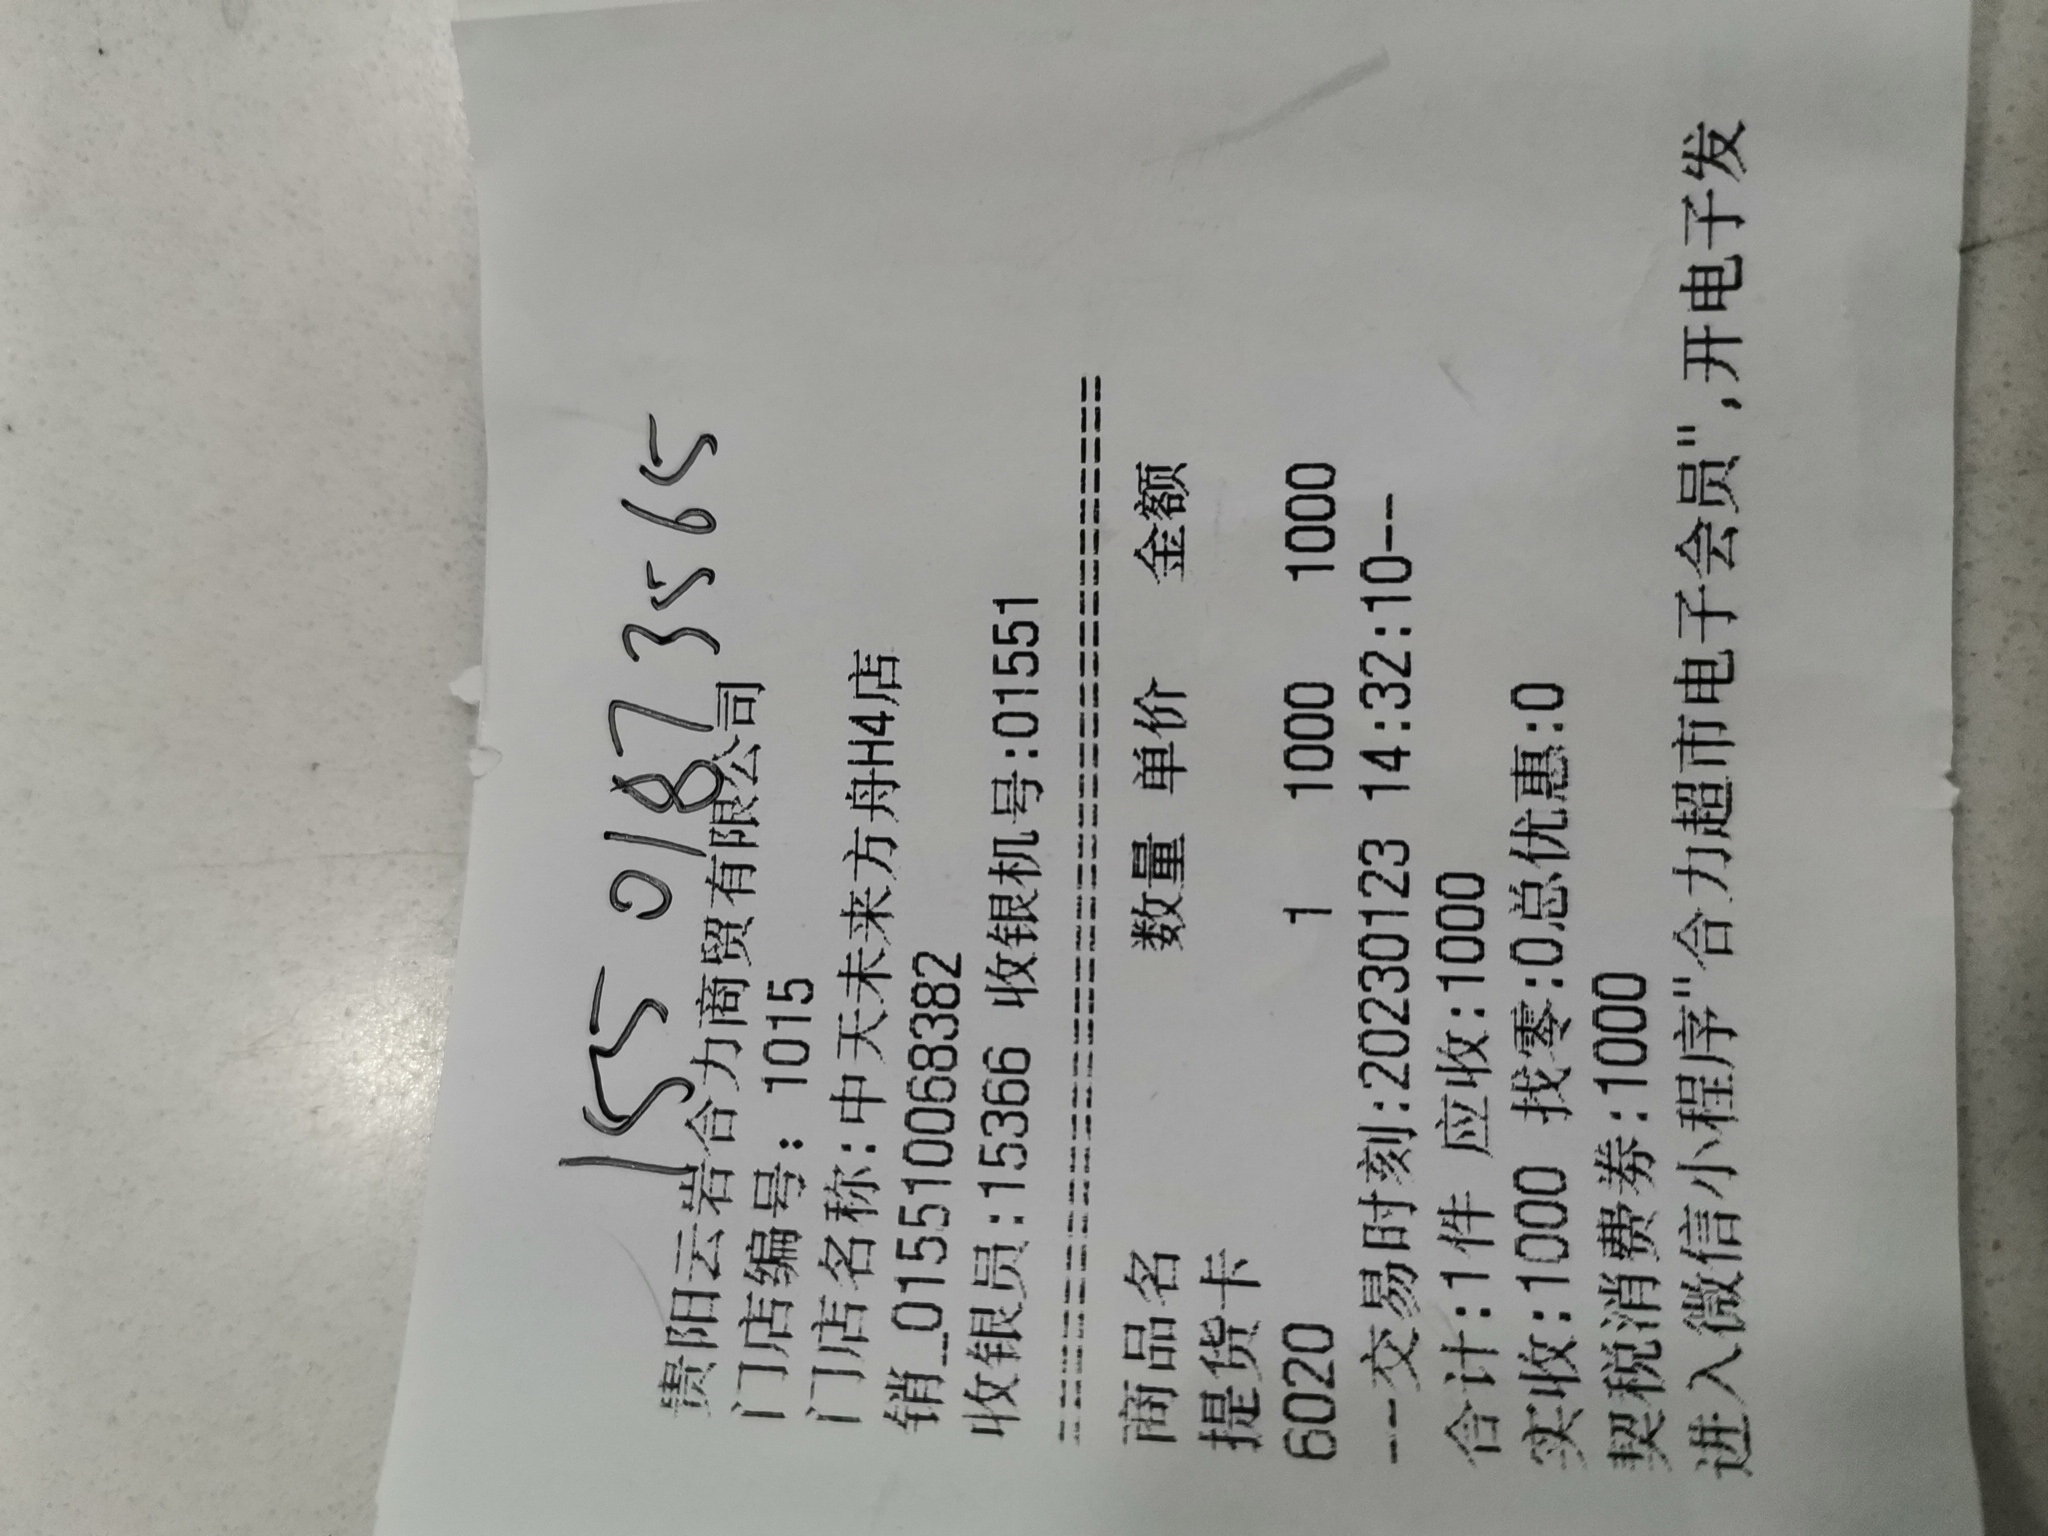 155 0187 3565
贵阳云岩合力商贸有限公司
门店编号: 1015
门店名称:中天未来方舟H4店
销_015510068382
收银员:15366 收银机号:01551
==========================================
商品名 数量 单价 金额
提货卡
6020 1 1000 1000
--交易时刻:20230123 14:32:10--
合计:1件 应收:1000
实收:1000 找零:0总优惠:0
契税消费券:1000
进入微信小程序"合力超市电子会员",开电子发